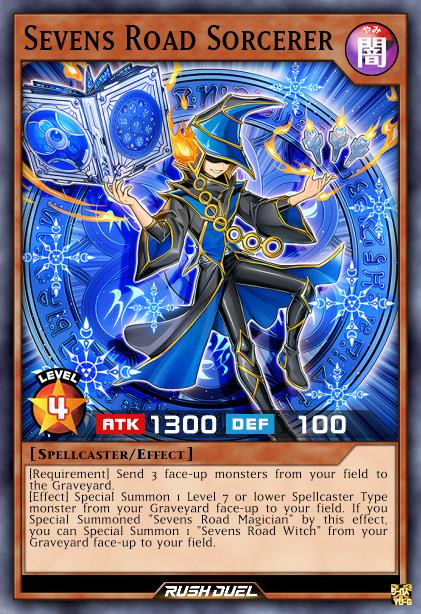 Sevens Road Sorcerer
やみ
闇
LEVEL
4
ATK 1300 DEF 100
[Spellcaster/Effect]
[Requirement] Send 3 face-up monsters from your field to
the Graveyard.
[Effect] Special Summon 1 Level 7 or lower Spellcaster Type
monster from your Graveyard face-up to your field. If you
Special Summoned "Sevens Road Magician" by this effect,
you can Special Summon 1 "Sevens Road Witch" from your
Graveyard face-up to your field.
RUSH DUEL